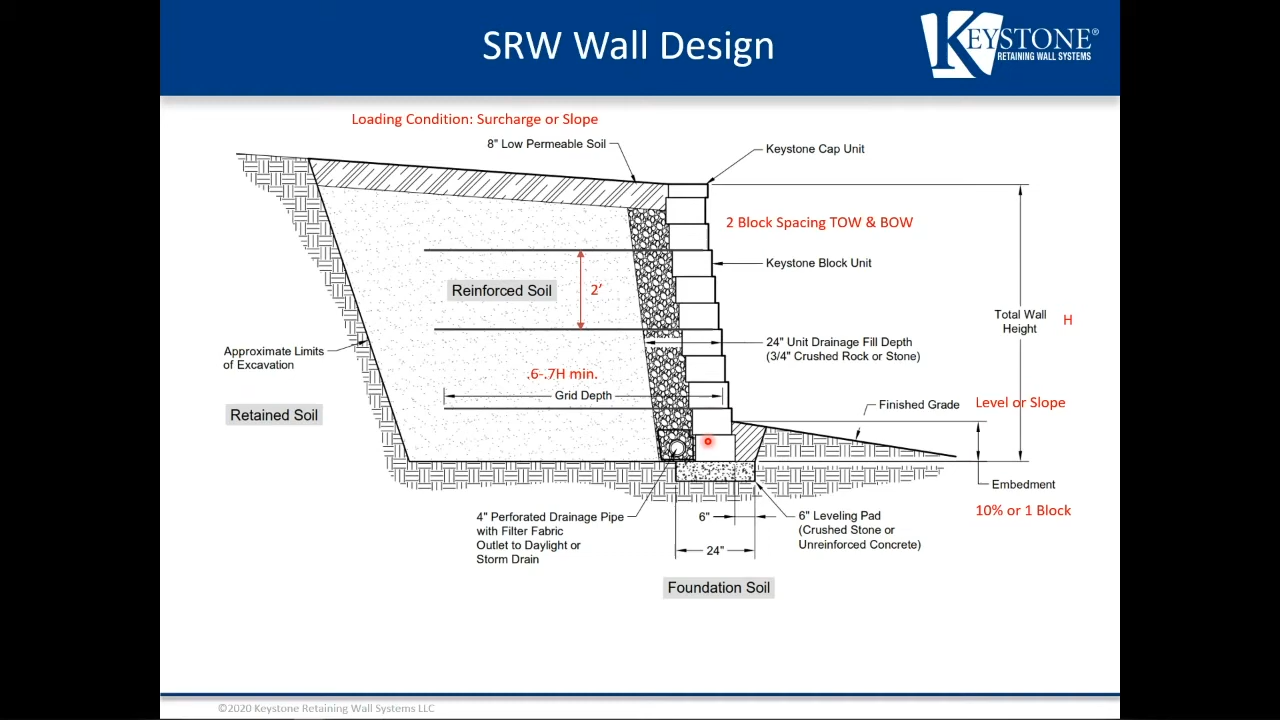 SRW Wall Design
KEYSTONE®
RETAINING WALL SYSTEMS
Loading Condition: Surcharge or Slope
8" Low Permeable Soil
Keystone Cap Unit
2 Block Spacing TOW & BOW
Keystone Block Unit
Reinforced Soil
2'
Total Wall
Height
H
24" Unit Drainage Fill Depth
(3/4" Crushed Rock or Stone)
Approximate Limits
of Excavation
.6-.7H min.
Grid Depth
Finished Grade
Level or Slope
Retained Soil
Embedment
10% or 1 Block
4" Perforated Drainage Pipe
with Filter Fabric
Outlet to Daylight or
Storm Drain
6"
6" Leveling Pad
(Crushed Stone or
Unreinforced Concrete)
24"
Foundation Soil
©2020 Keystone Retaining Wall Systems LLC